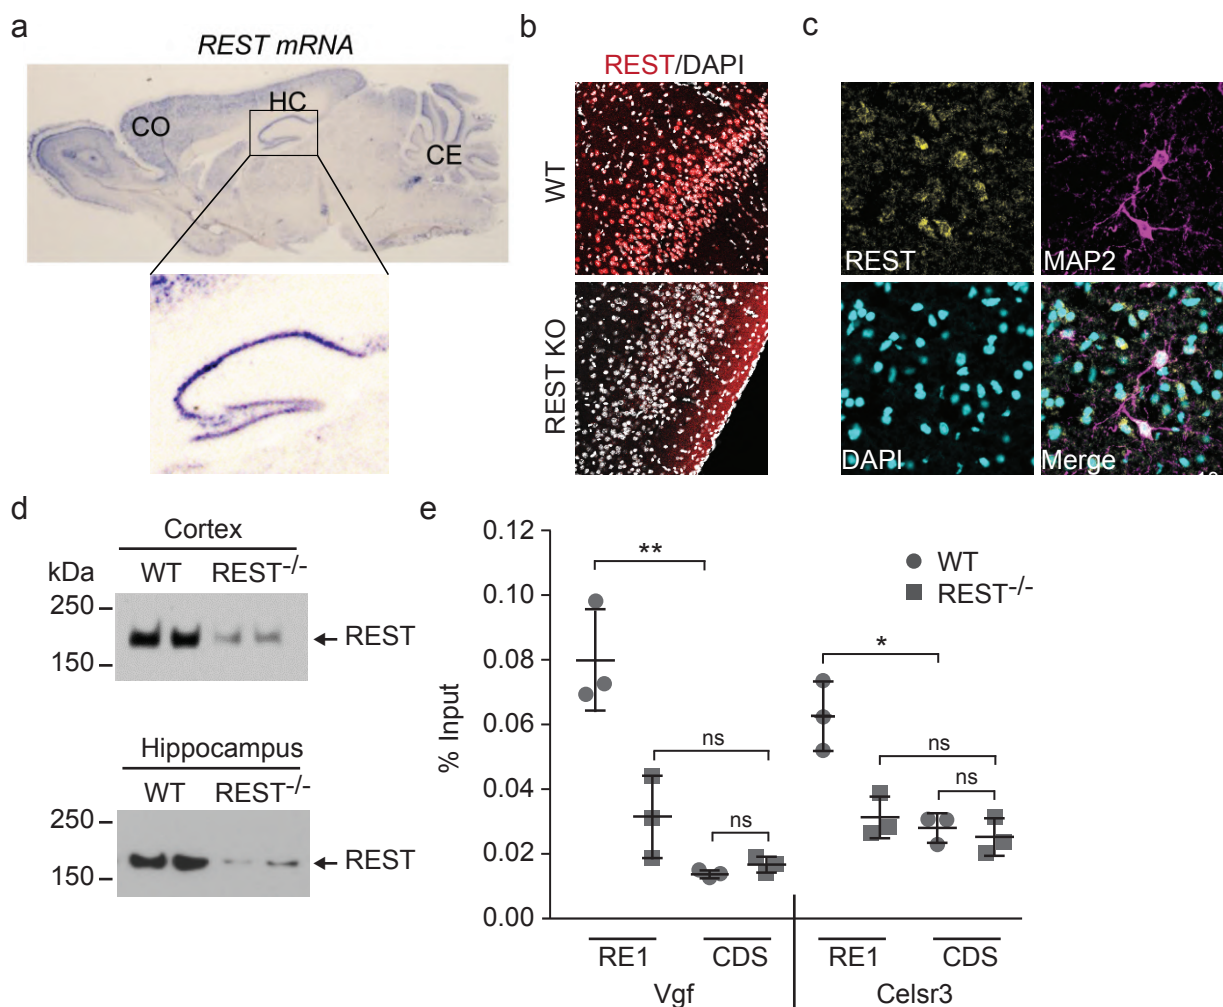 a
REST mRNA
CO
HC
CE
b
REST/DAPI
WT
REST KO
c
REST
MAP2
DAPI
Merge
d
Cortex
kDa
WT
REST-/-
250
150
REST
Hippocampus
WT
REST-/-
250
150
REST
e
% Input
0.12
0.10
0.08
0.06
0.04
0.02
0.00
**
WT
REST-/-
*
ns
ns
ns
ns
RE1
CDS
RE1
CDS
Vgf
Celsr3